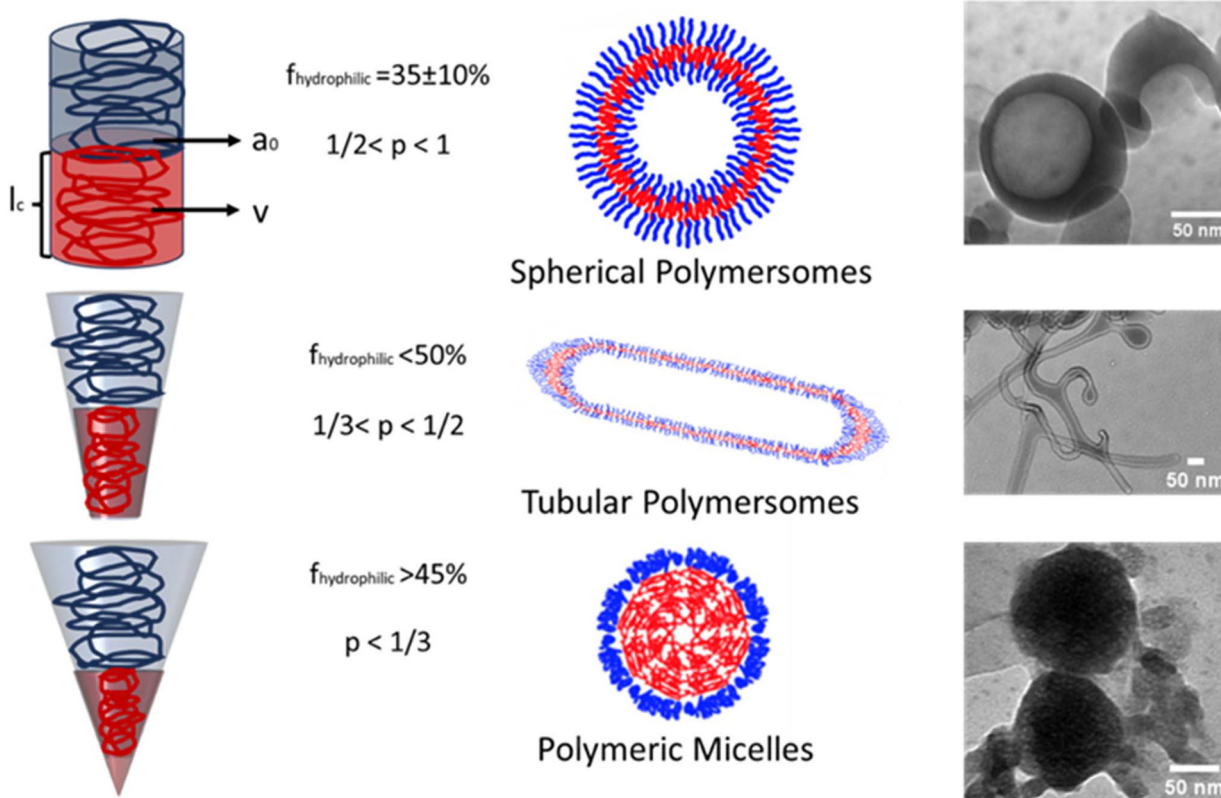 fhydrophilic =35±10%
1/2< p < 1
a₀
lc
v
Spherical Polymersomes
50 nm
fhydrophilic <50%
1/3< p < 1/2
Tubular Polymersomes
50 nm
fhydrophilic >45%
p < 1/3
Polymeric Micelles
50 nm